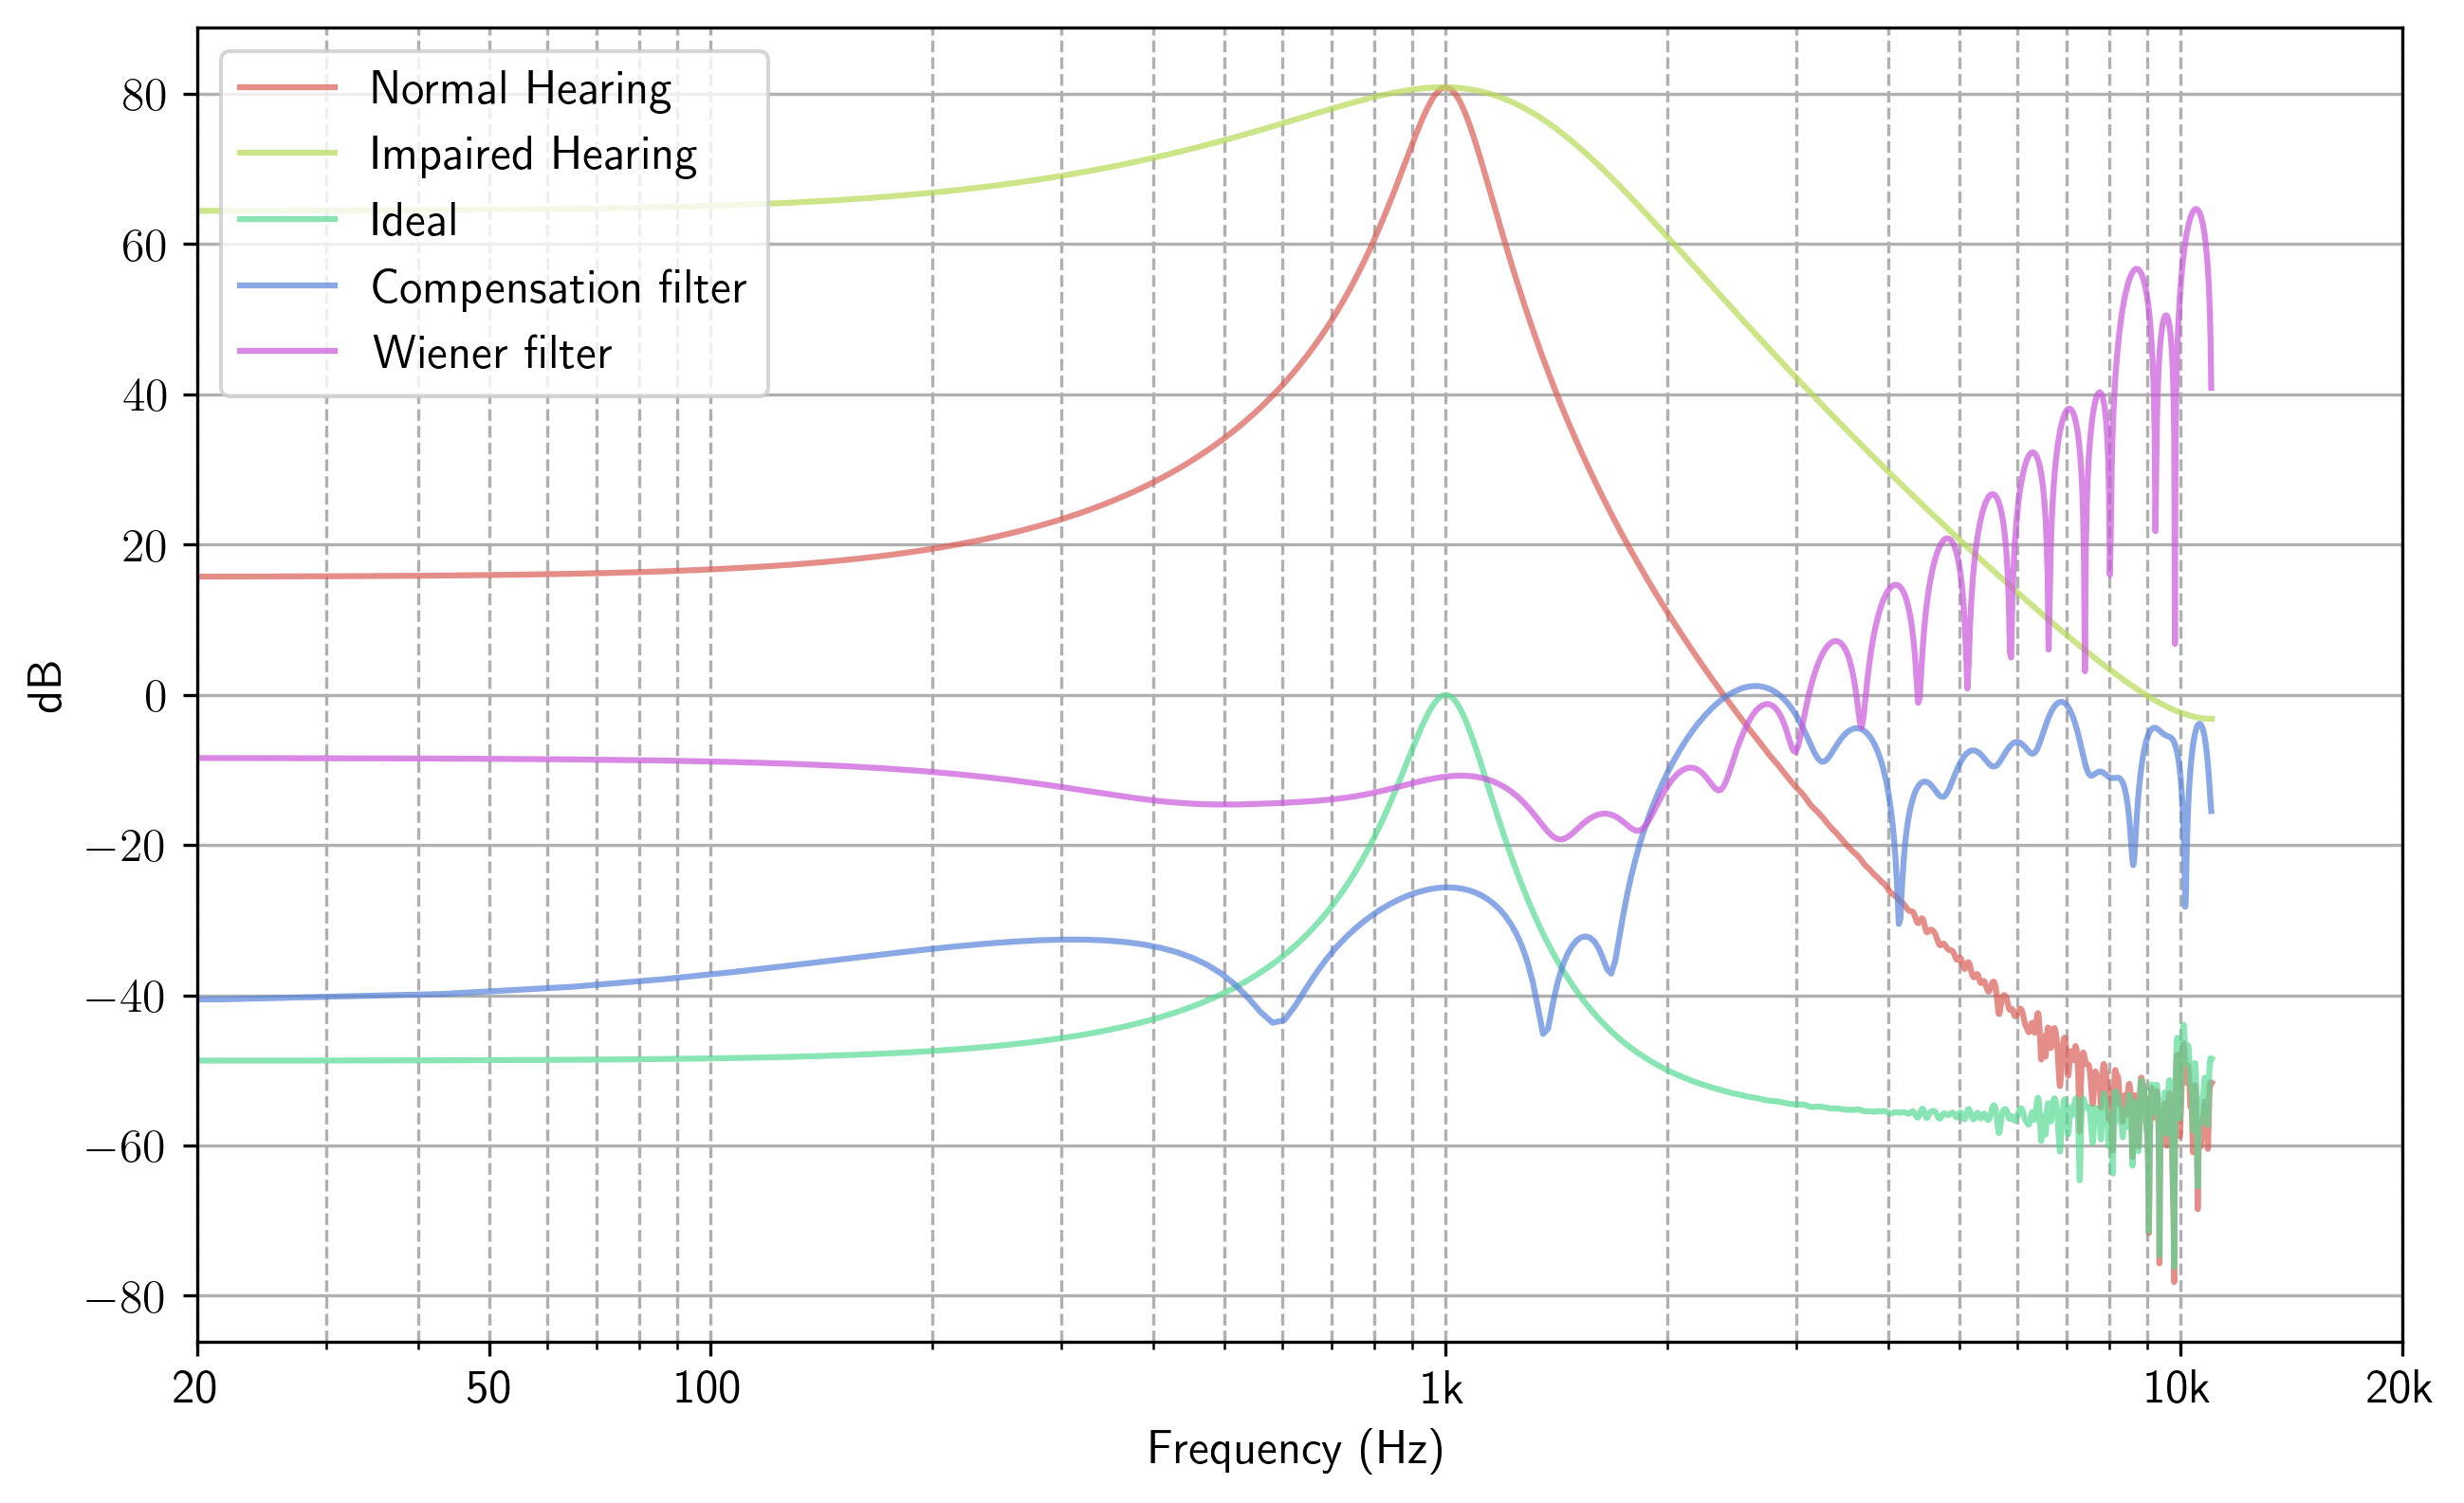 Normal Hearing
Impaired Hearing
Ideal
Compensation filter
Wiener filter
80
60
40
20
0
−20
−40
−60
−80
dB
20 50 100 1k 10k 20k
Frequency (Hz)